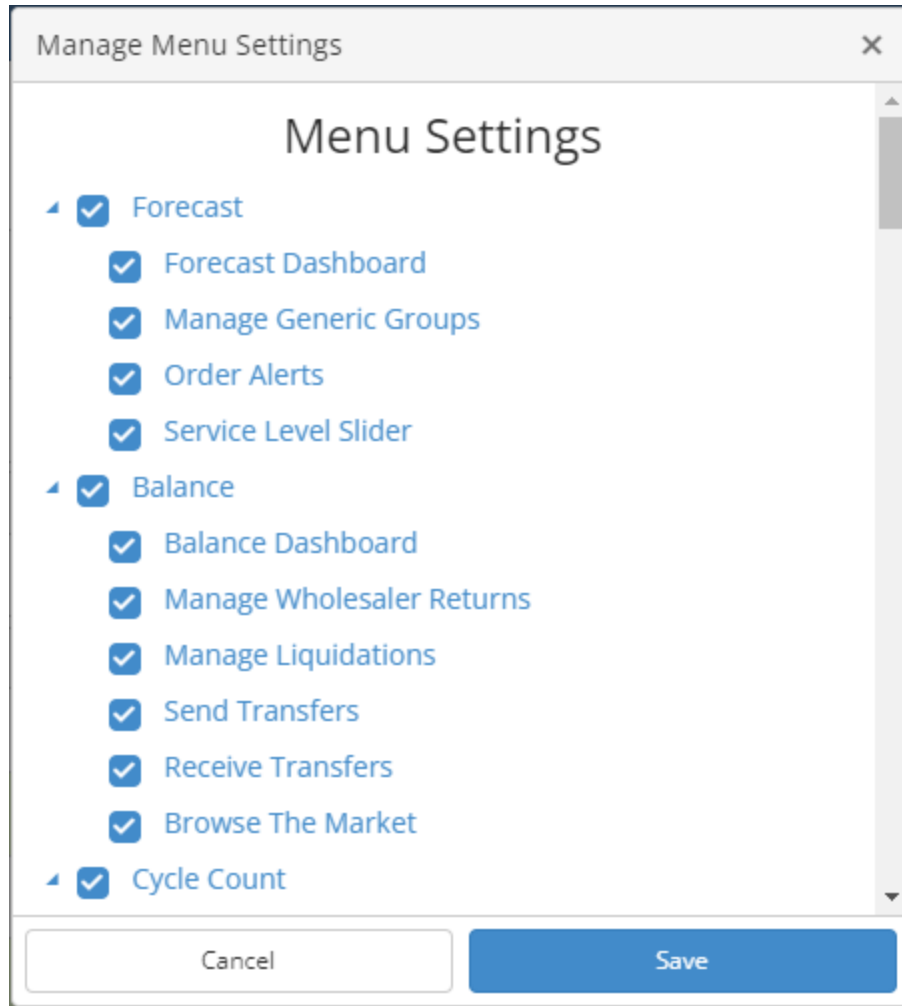 Manage Menu Settings
Menu Settings
Forecast
Forecast Dashboard
Manage Generic Groups
Order Alerts
Service Level Slider
Balance
Balance Dashboard
Manage Wholesaler Returns
Manage Liquidations
Send Transfers
Receive Transfers
Browse The Market
Cycle Count
Cancel Save